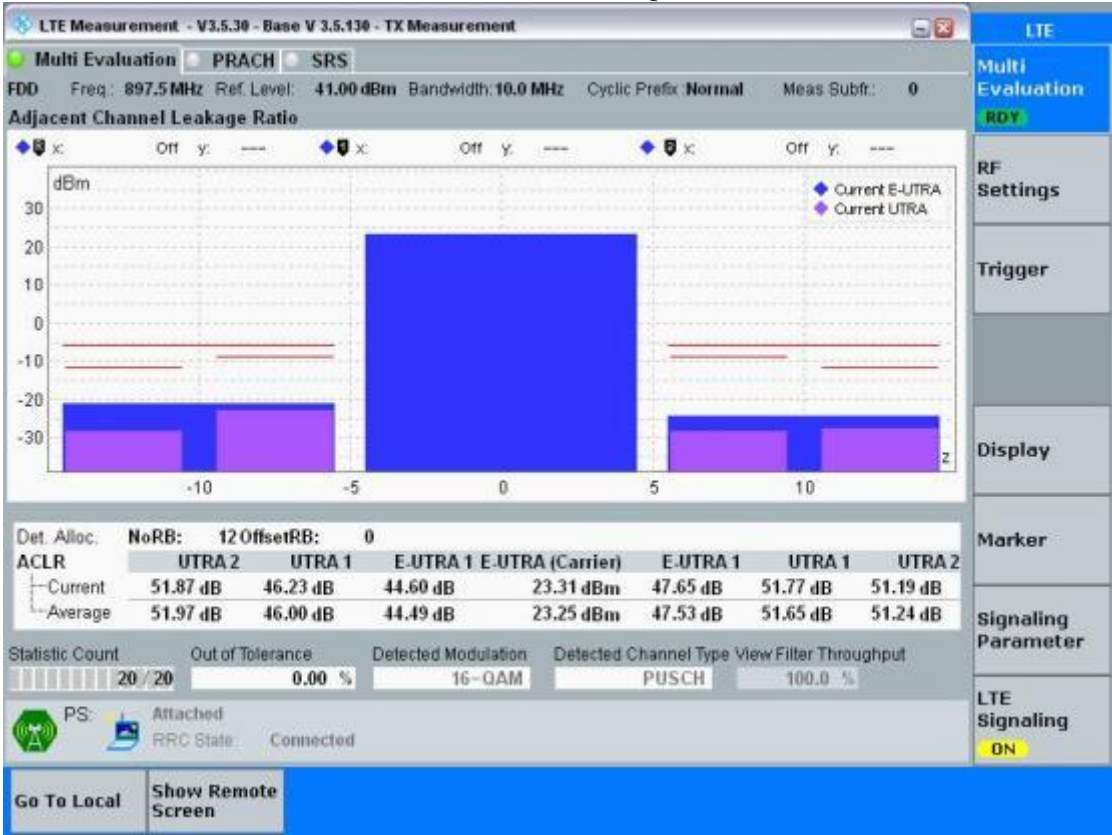 LTE Measurement - V3.5.30 - Base V 3.5.130 - TX Measurement
LTE
Multi Evaluation PRACH SRS
Multi
Evaluation
RDY
FDD Freq.: 897.5 MHz Ref. Level: 41.00 dBm Bandwidth: 10.0 MHz Cyclic Prefix: Normal Meas Subfr.: 0
Adjacent Channel Leakage Ratio
x: Off y: --- x: Off y: --- x: Off y: ---
dBm
Current E-UTRA
Current UTRA
30
20
10
0
-10
-20
-30
z
-10 -5 0 5 10
RF
Settings
Trigger
Display
Marker
Signaling
Parameter
LTE
Signaling
ON
Det. Alloc. NoRB: 12 OffsetRB: 0
ACLR UTRA 2 UTRA 1 E-UTRA 1 E-UTRA (Carrier) E-UTRA 1 UTRA 1 UTRA 2
Current 51.87 dB 46.23 dB 44.60 dB 23.31 dBm 47.65 dB 51.77 dB 51.19 dB
Average 51.97 dB 46.00 dB 44.49 dB 23.25 dBm 47.53 dB 51.65 dB 51.24 dB
Statistic Count Out of Tolerance Detected Modulation Detected Channel Type View Filter Throughput
20 / 20 0.00 % 16-QAM PUSCH 100.0 %
PS: Attached
RRC State: Connected
Go To Local
Show Remote
Screen